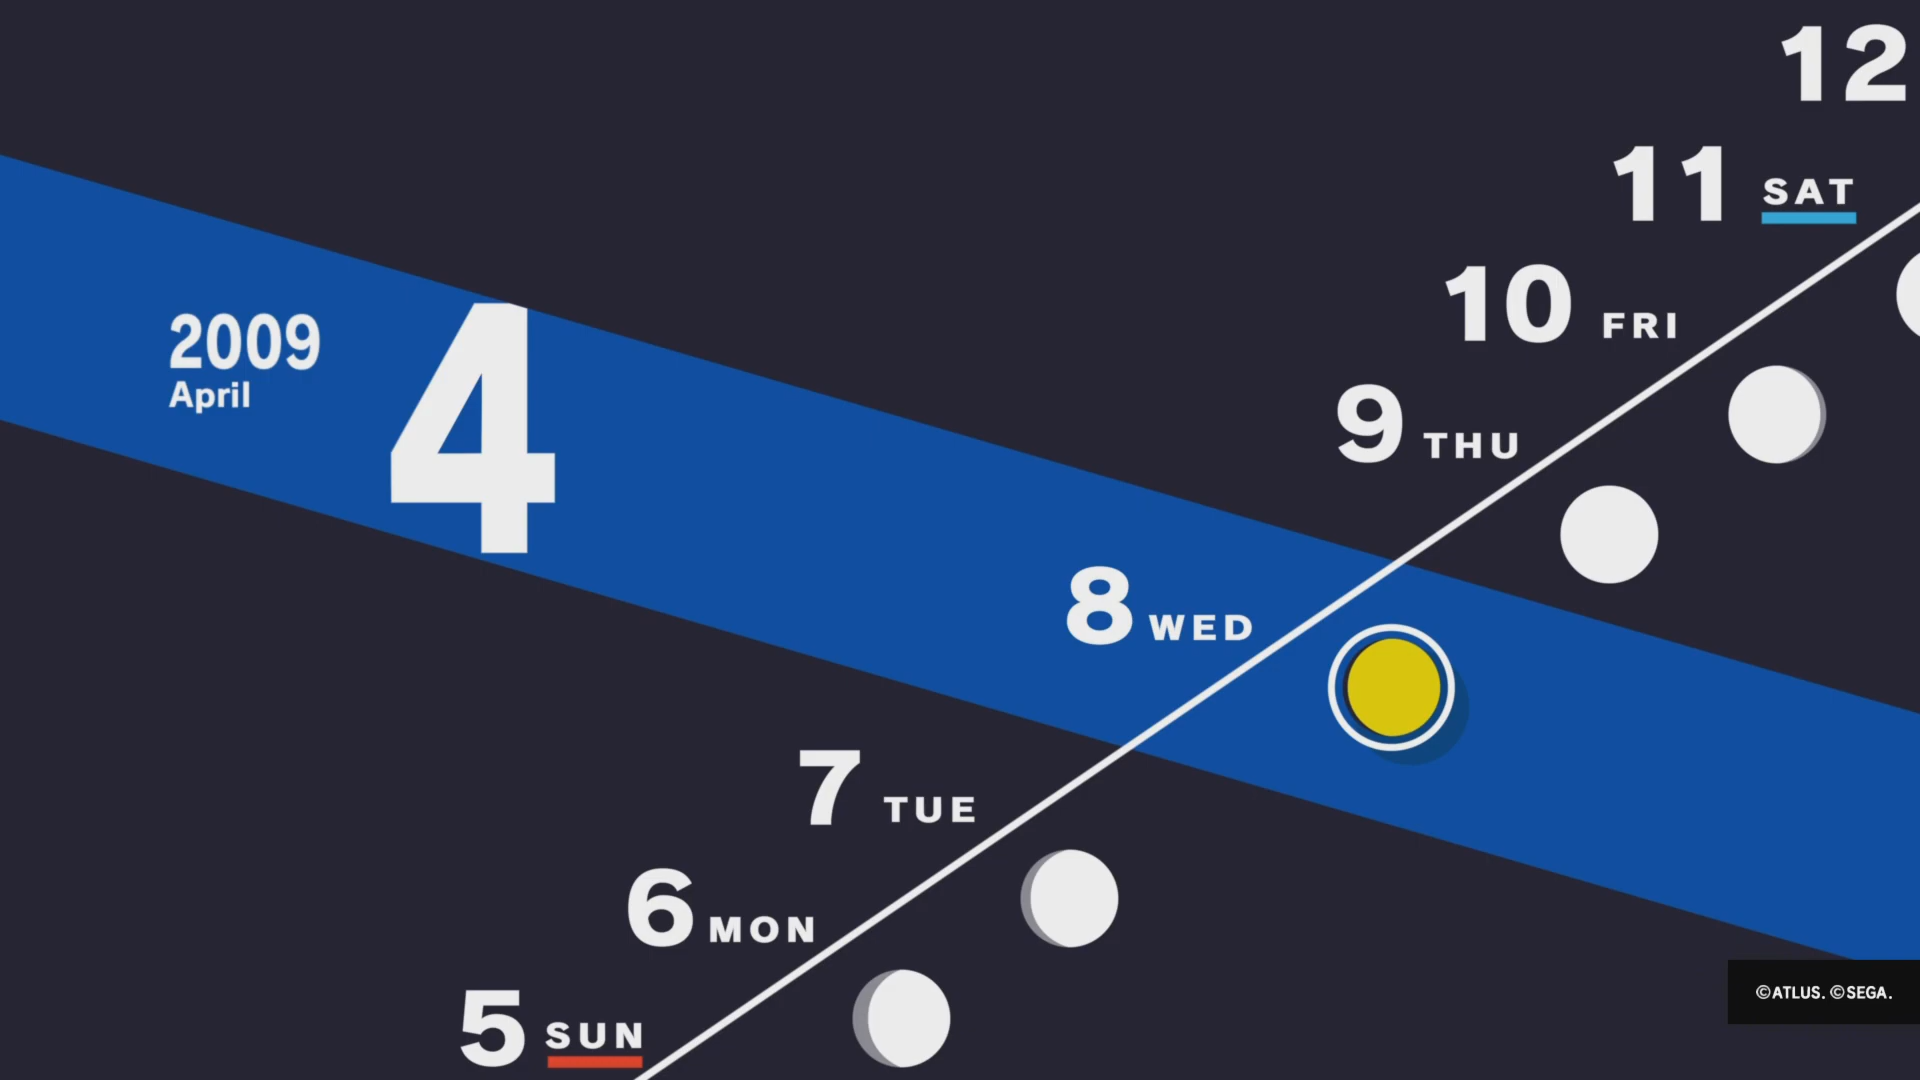 2009
April
4
12
11 SAT
10 FRI
9 THU
8 WED
7 TUE
6 MON
5 SUN
©ATLUS. ©SEGA.